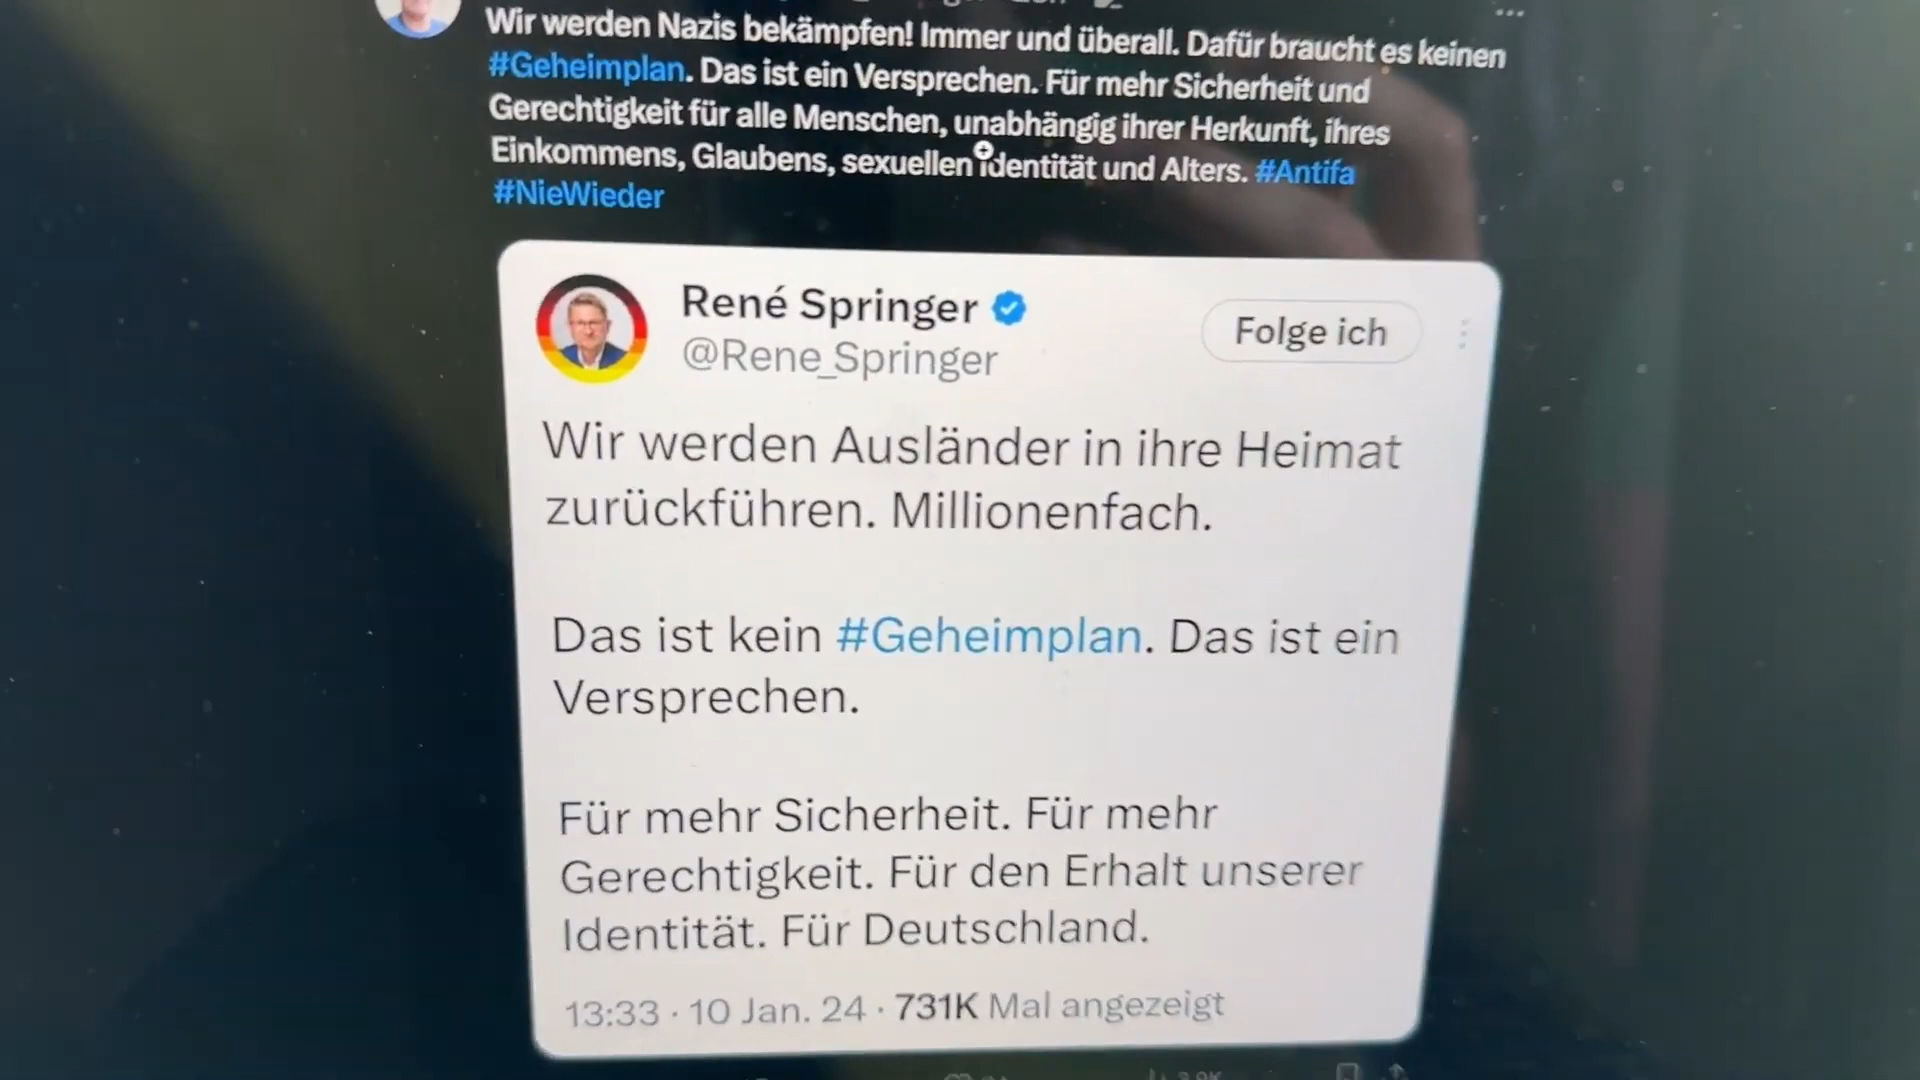 Wir werden Nazis bekämpfen! Immer und überall. Dafür braucht es keinen
#Geheimplan. Das ist ein Versprechen. Für mehr Sicherheit und
Gerechtigkeit für alle Menschen, unabhängig ihrer Herkunft, ihres
Einkommens, Glaubens, sexuellen identität und Alters. #Antifa
#NieWieder
René Springer
@Rene_Springer
Folge ich
Wir werden Ausländer in ihre Heimat
zurückführen. Millionenfach.
Das ist kein #Geheimplan. Das ist ein
Versprechen.
Für mehr Sicherheit. Für mehr
Gerechtigkeit. Für den Erhalt unserer
Identität. Für Deutschland.
13:33 · 10 Jan. 24 · 731K Mal angezeigt